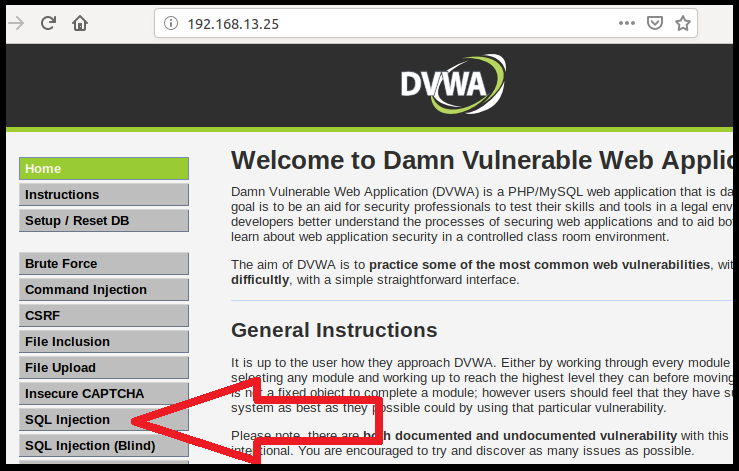 192.168.13.25
DVWA
Home
Instructions
Setup / Reset DB
Brute Force
Command Injection
CSRF
File Inclusion
File Upload
Insecure CAPTCHA
SQL Injection
SQL Injection (Blind)
Welcome to Damn Vulnerable Web Applic
Damn Vulnerable Web Application (DVWA) is a PHP/MySQL web application that is da
goal is to be an aid for security professionals to test their skills and tools in a legal env
developers better understand the processes of securing web applications and to aid bot
learn about web application security in a controlled class room environment.
The aim of DVWA is to practice some of the most common web vulnerabilities, wit
difficultly, with a simple straightforward interface.
General Instructions
It is up to the user how they approach DVWA. Either by working through every module
selecting any module and working up to reach the highest level they can before moving
is not a fixed object to complete a module; however users should feel that they have su
system as best as they possible could by using that particular vulnerability.
Please note, there are both documented and undocumented vulnerability with this
intentional. You are encouraged to try and discover as many issues as possible.